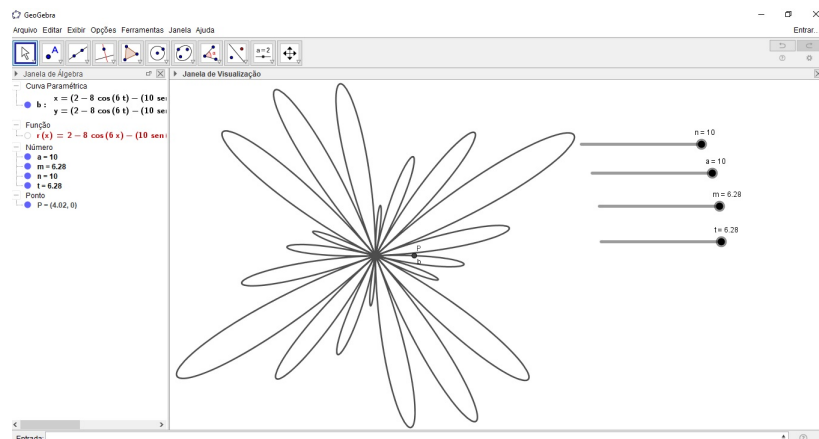 GeoGebra
Arquivo Editar Exibir Opções Ferramentas Janela Ajuda
Entrar...
a = 2
Janela de Álgebra
Janela de Visualização
Curva Paramétrica
b : x = (2 − 8 cos (6 t) − (10 se
y = (2 − 8 cos (6 t) − (10 se
Função
r(x) = 2 − 8 cos (6 x) − (10 sen
Número
a = 10
m = 6.28
n = 10
t = 6.28
Ponto
P = (4.02, 0)
n = 10
a = 10
m = 6.28
t = 6.28
P
b
Entrada: